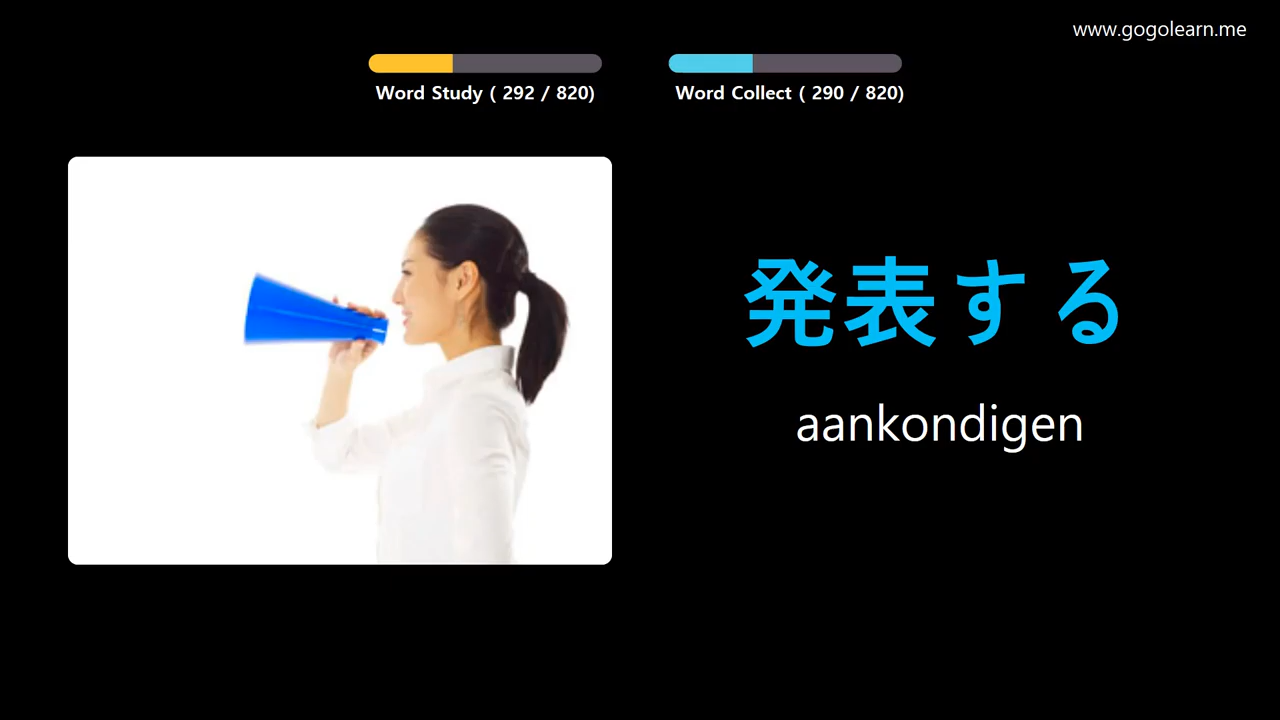 www.gogolearn.me
Word Study ( 292 / 820)
Word Collect ( 290 / 820)
発表する
aankondigen